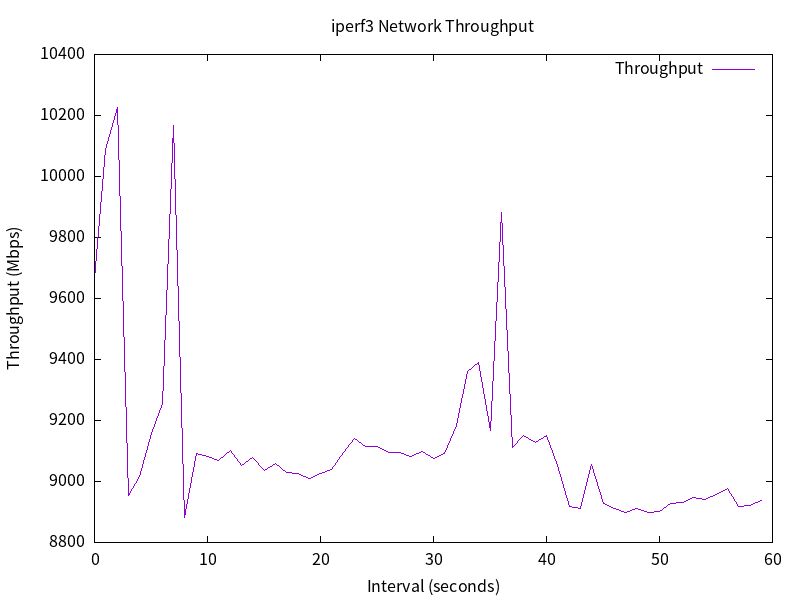 iperf3 Network Throughput
Throughput
Throughput (Mbps)
10400
10200
10000
9800
9600
9400
9200
9000
8800
0 10 20 30 40 50 60
Interval (seconds)